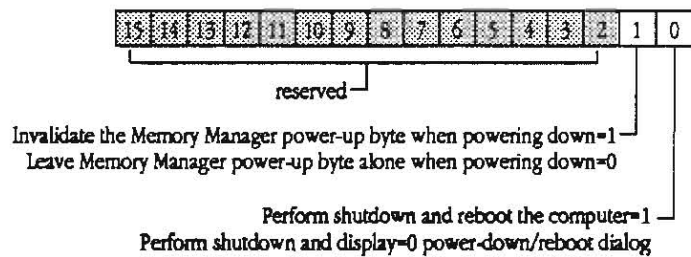 15 14 13 12 11 10 9 8 7 6 5 4 3 2 1 0
reserved
Invalidate the Memory Manager power-up byte when powering down=1
Leave Memory Manager power-up byte alone when powering down=0
Perform shutdown and reboot the computer=1
Perform shutdown and display=0 power-down/reboot dialog